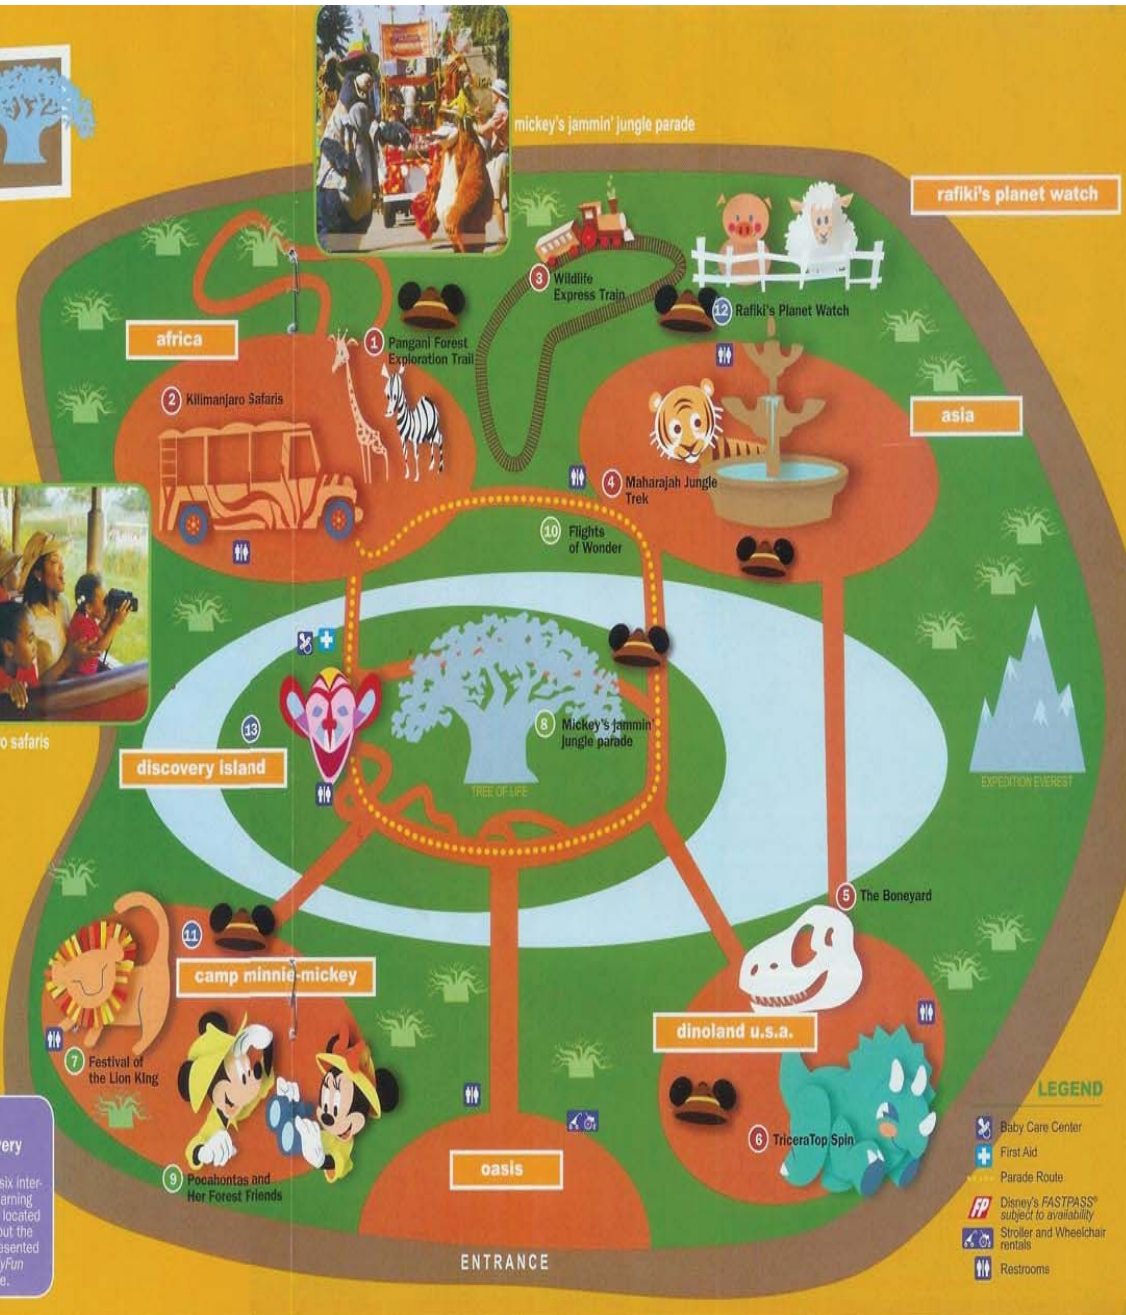 mickey's jammin' jungle parade
rafiki's planet watch
3 Wildlife
Express Train
12 Rafiki's Planet Watch
africa
1 Pangani Forest
Exploration Trail
2 Kilimanjaro Safaris
asia
4 Maharajah Jungle
Trek
10 Flights
of Wonder
8 Mickey's jammin'
jungle parade
13
discovery island
o safaris
TREE OF LIFE
EXPEDITION EVEREST
5 The Boneyard
11
camp minnie-mickey
dinoland u.s.a.
7 Festival of
the Lion King
6 TriceraTop Spin
9 Pocahontas and
Her Forest Friends
oasis
ENTRANCE
very
six inter-
arning
located
out the
esented
yFun
e.
LEGEND
Baby Care Center
First Aid
Parade Route
FP Disney's FASTPASS®
subject to availability
Stroller and Wheelchair
rentals
Restrooms